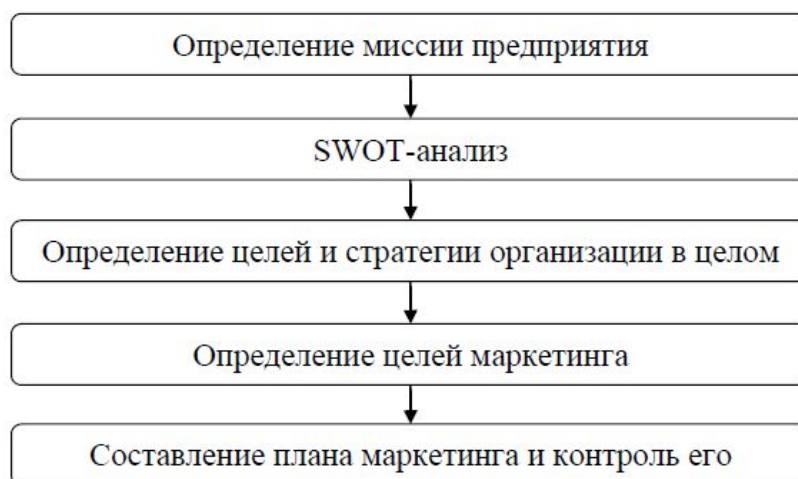 Определение миссии предприятия
SWOT-анализ
Определение целей и стратегии организации в целом
Определение целей маркетинга
Составление плана маркетинга и контроль его